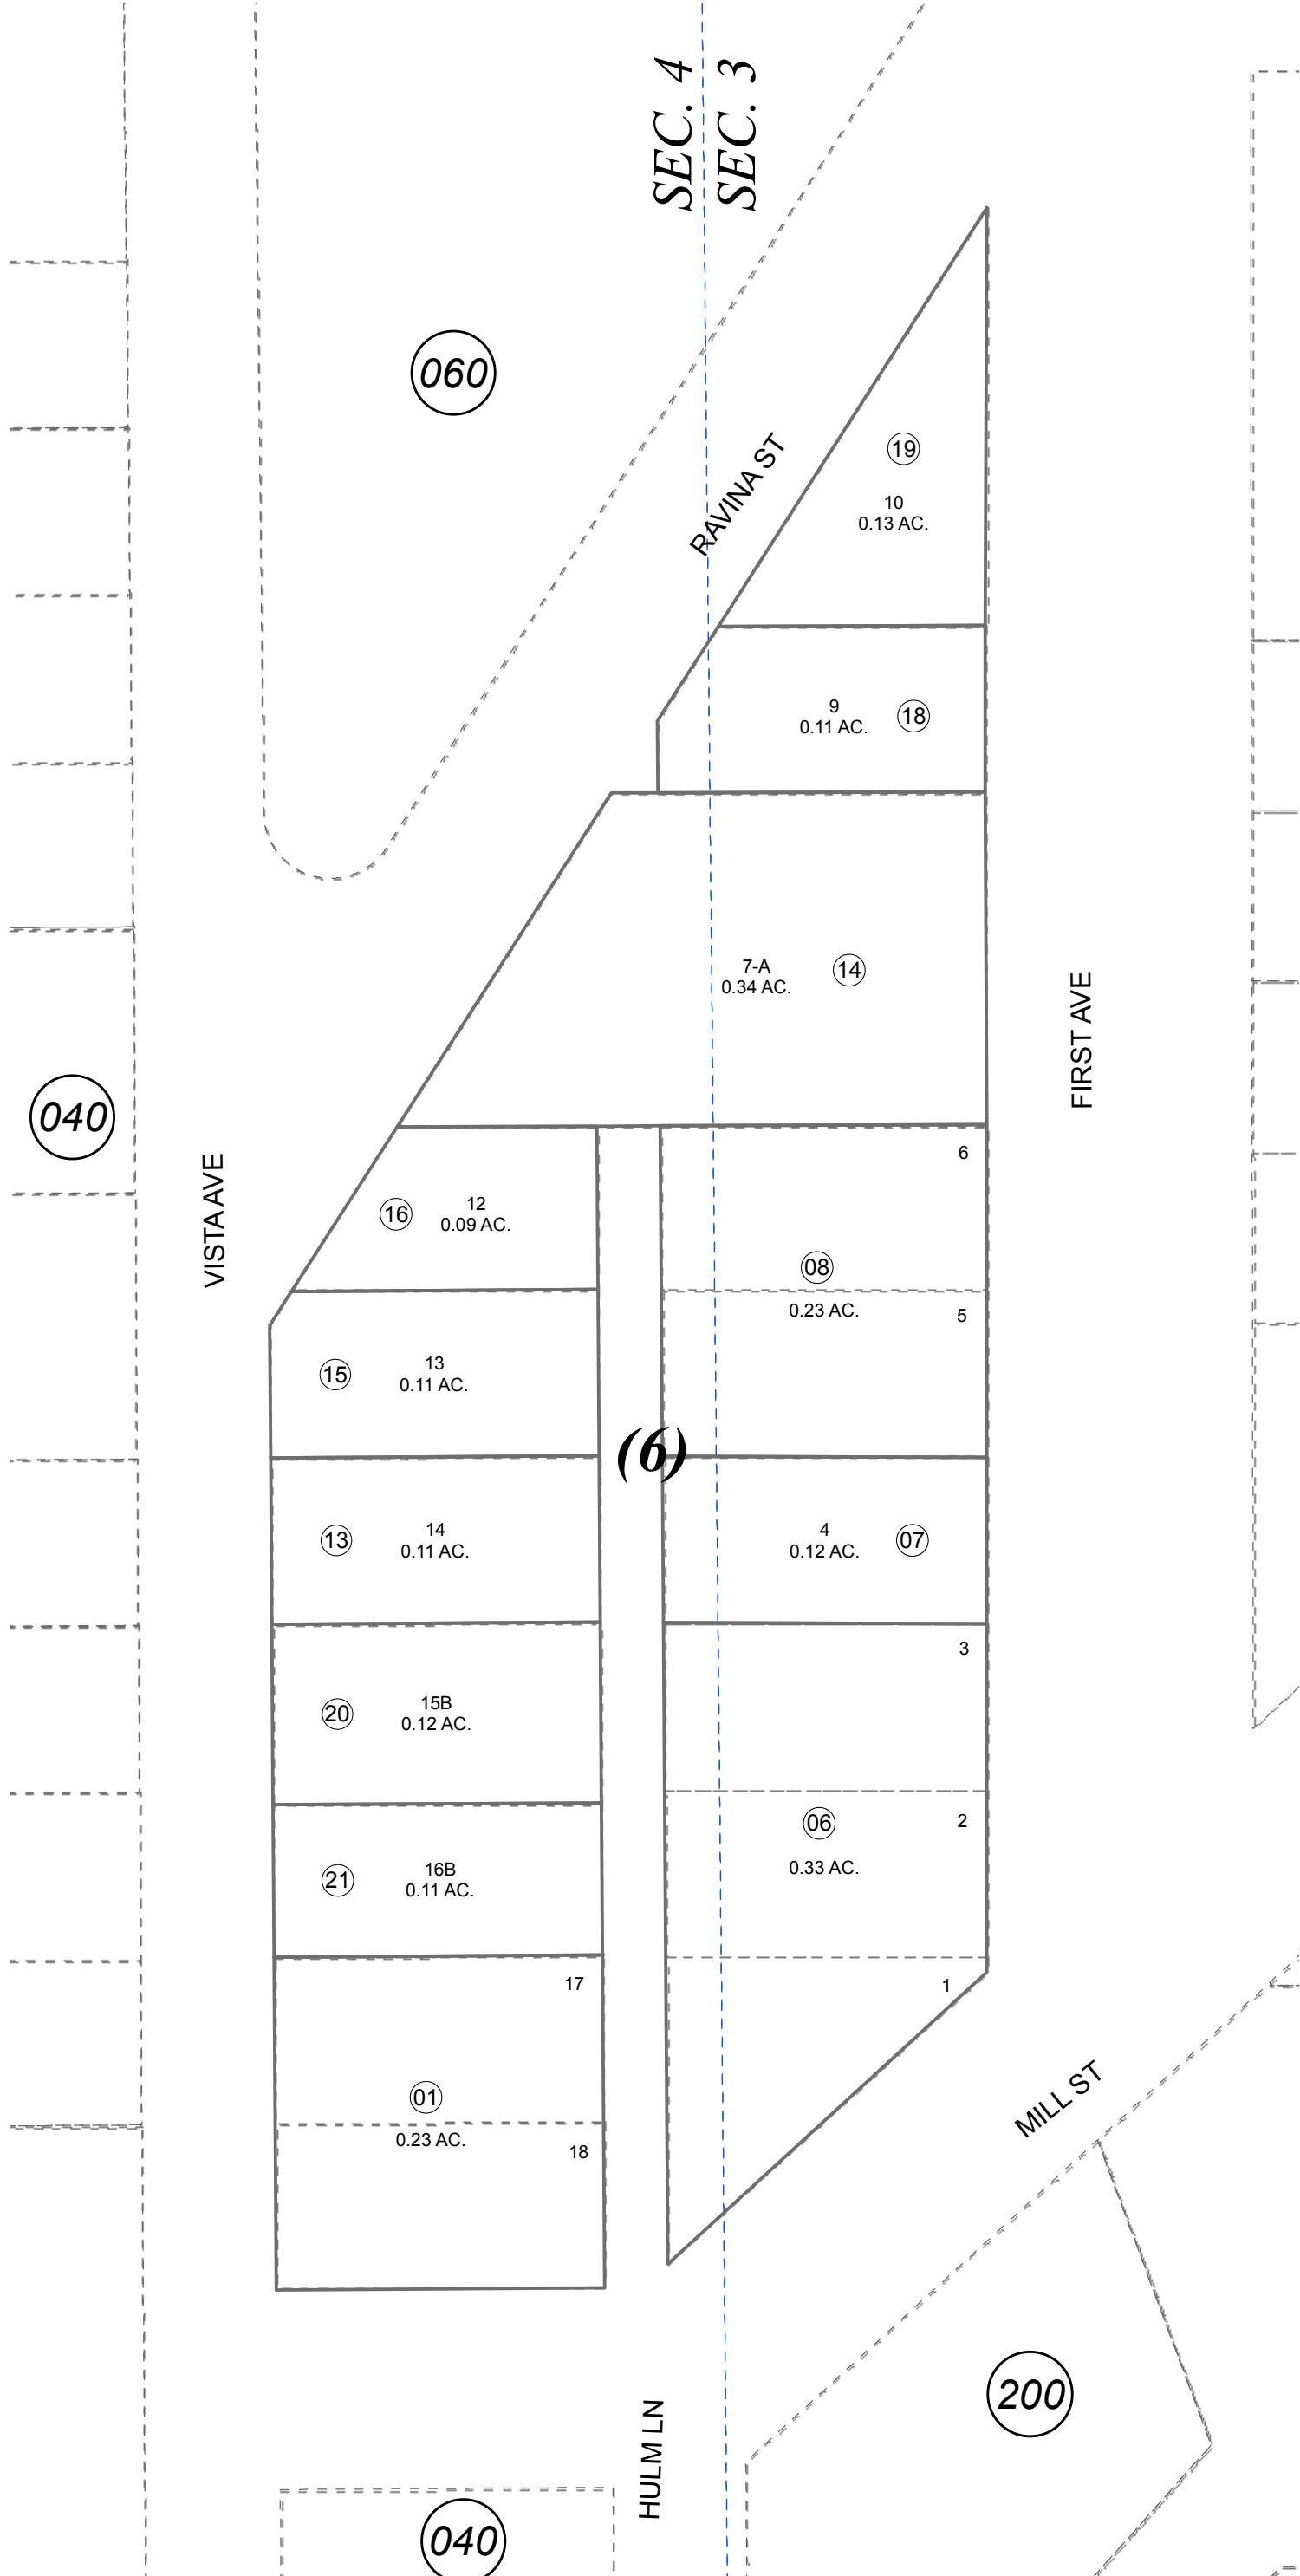 SEC. 4
SEC. 3
060
RAVINA ST
19
10
0.13 AC.
9
0.11 AC.
18
7-A
0.34 AC.
14
FIRST AVE
040
VISTA AVE
6
16
12
0.09 AC.
08
0.23 AC.
5
15
13
0.11 AC.
(6)
13
14
0.11 AC.
4
0.12 AC.
07
3
20
15B
0.12 AC.
06
2
0.33 AC.
21
16B
0.11 AC.
17
1
01
0.23 AC.
18
MILL ST
200
HULM LN
040